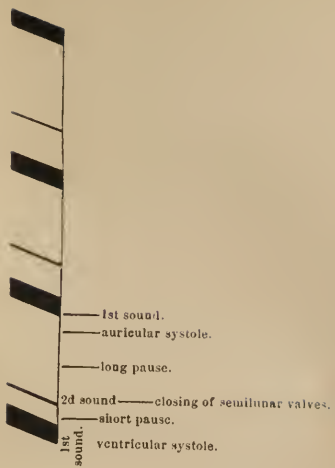 1st sound.
auricular systole.
long pause.
2d sound — closing of semilunar valves.
short pause.
1st
sound.
ventricular systole.